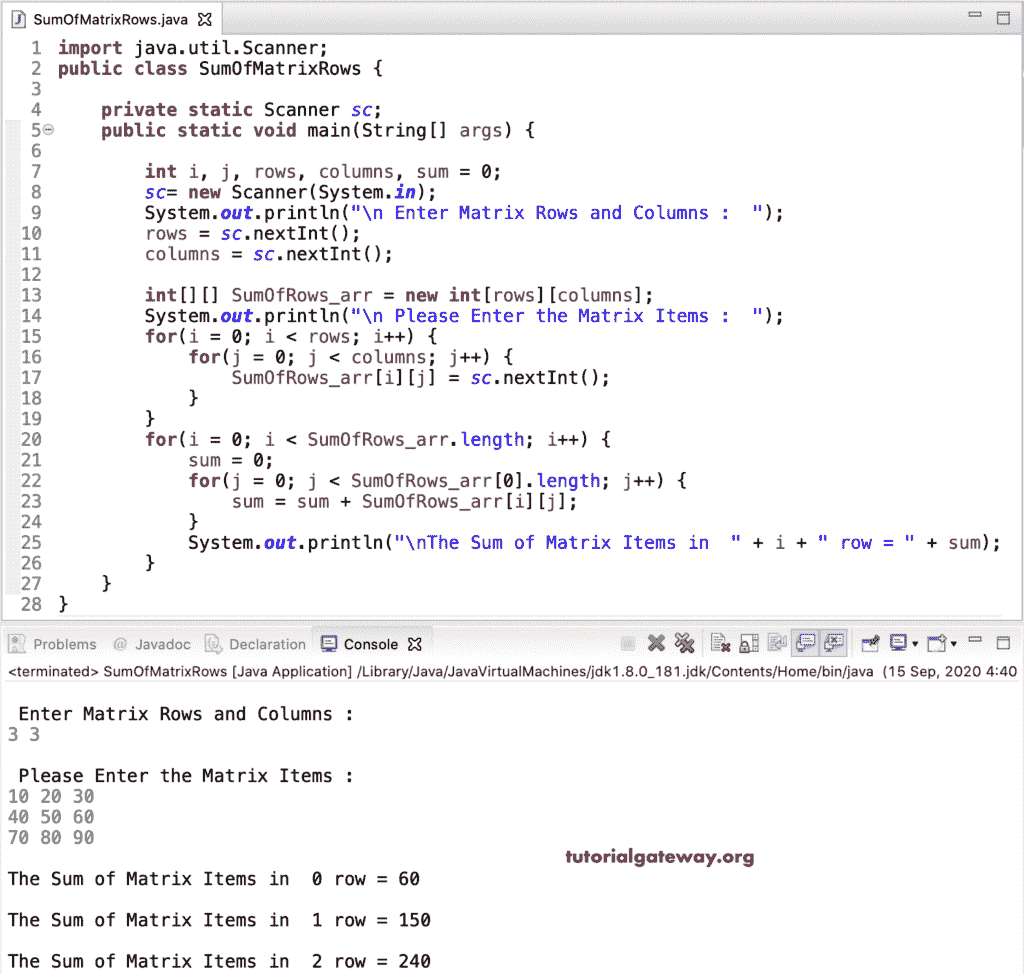 SumOfMatrixRows.java
1 import java.util.Scanner;
2 public class SumOfMatrixRows {
3
4     private static Scanner sc;
5     public static void main(String[] args) {
6
7         int i, j, rows, columns, sum = 0;
8         sc= new Scanner(System.in);
9         System.out.println("\n Enter Matrix Rows and Columns :  ");
10         rows = sc.nextInt();
11         columns = sc.nextInt();
12
13         int[][] SumOfRows_arr = new int[rows][columns];
14         System.out.println("\n Please Enter the Matrix Items :  ");
15         for(i = 0; i < rows; i++) {
16             for(j = 0; j < columns; j++) {
17                 SumOfRows_arr[i][j] = sc.nextInt();
18             }
19         }
20         for(i = 0; i < SumOfRows_arr.length; i++) {
21             sum = 0;
22             for(j = 0; j < SumOfRows_arr[0].length; j++) {
23                 sum = sum + SumOfRows_arr[i][j];
24             }
25             System.out.println("\nThe Sum of Matrix Items in  " + i + " row = " + sum);
26         }
27     }
28 }
Problems @ Javadoc Declaration Console
<terminated> SumOfMatrixRows [Java Application] /Library/Java/JavaVirtualMachines/jdk1.8.0_181.jdk/Contents/Home/bin/java (15 Sep, 2020 4:40
Enter Matrix Rows and Columns :
3 3
Please Enter the Matrix Items :
10 20 30
40 50 60
70 80 90
tutorialgateway.org
The Sum of Matrix Items in  0 row = 60
The Sum of Matrix Items in  1 row = 150
The Sum of Matrix Items in  2 row = 240